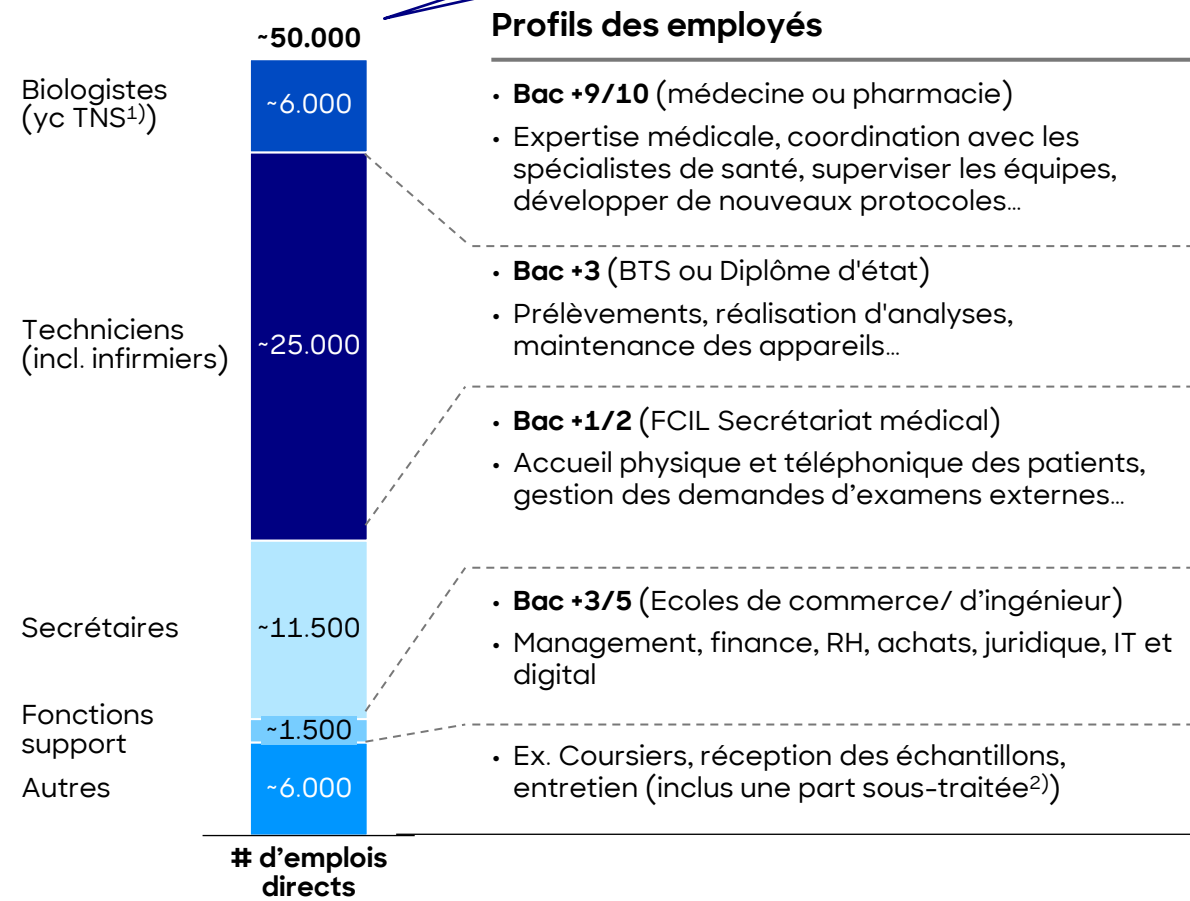 ~50.000
Profils des employés
Biologistes
(yc TNS1))
~6.000
• Bac +9/10 (médecine ou pharmacie)
• Expertise médicale, coordination avec les
spécialistes de santé, superviser les équipes,
développer de nouveaux protocoles…
Techniciens
(incl. infirmiers)
~25.000
• Bac +3 (BTS ou Diplôme d'état)
• Prélèvements, réalisation d'analyses,
maintenance des appareils…
Secrétaires
~11.500
• Bac +1/2 (FCIL Secrétariat médical)
• Accueil physique et téléphonique des patients,
gestion des demandes d’examens externes…
Fonctions
support
~1.500
• Bac +3/5 (Ecoles de commerce/ d’ingénieur)
• Management, finance, RH, achats, juridique, IT et
digital
Autres
~6.000
• Ex. Coursiers, réception des échantillons,
entretien (inclus une part sous-traitée2))
# d’emplois
directs